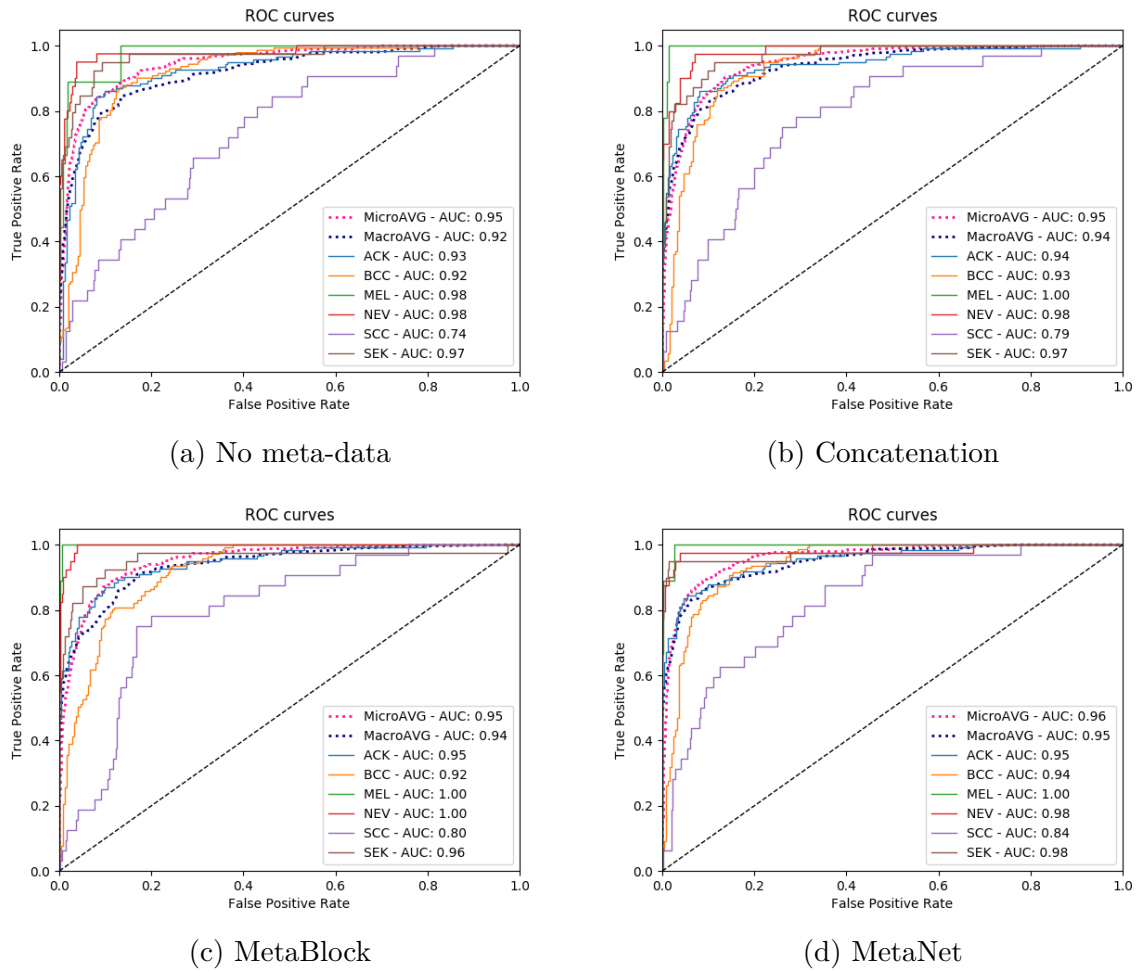 ROC curves
1.0
0.8
0.6
0.4
0.2
0.0
True Positive Rate
MicroAVG - AUC: 0.95
MacroAVG - AUC: 0.92
ACK - AUC: 0.93
BCC - AUC: 0.92
MEL - AUC: 0.98
NEV - AUC: 0.98
SCC - AUC: 0.74
SEK - AUC: 0.97
0.0 0.2 0.4 0.6 0.8 1.0
False Positive Rate
(a) No meta-data
ROC curves
1.0
0.8
0.6
0.4
0.2
0.0
True Positive Rate
MicroAVG - AUC: 0.95
MacroAVG - AUC: 0.94
ACK - AUC: 0.94
BCC - AUC: 0.93
MEL - AUC: 1.00
NEV - AUC: 0.98
SCC - AUC: 0.79
SEK - AUC: 0.97
0.0 0.2 0.4 0.6 0.8 1.0
False Positive Rate
(b) Concatenation
ROC curves
1.0
0.8
0.6
0.4
0.2
0.0
True Positive Rate
MicroAVG - AUC: 0.95
MacroAVG - AUC: 0.94
ACK - AUC: 0.95
BCC - AUC: 0.92
MEL - AUC: 1.00
NEV - AUC: 1.00
SCC - AUC: 0.80
SEK - AUC: 0.96
0.0 0.2 0.4 0.6 0.8 1.0
False Positive Rate
(c) MetaBlock
ROC curves
1.0
0.8
0.6
0.4
0.2
0.0
True Positive Rate
MicroAVG - AUC: 0.96
MacroAVG - AUC: 0.95
ACK - AUC: 0.95
BCC - AUC: 0.94
MEL - AUC: 1.00
NEV - AUC: 0.98
SCC - AUC: 0.84
SEK - AUC: 0.98
0.0 0.2 0.4 0.6 0.8 1.0
False Positive Rate
(d) MetaNet